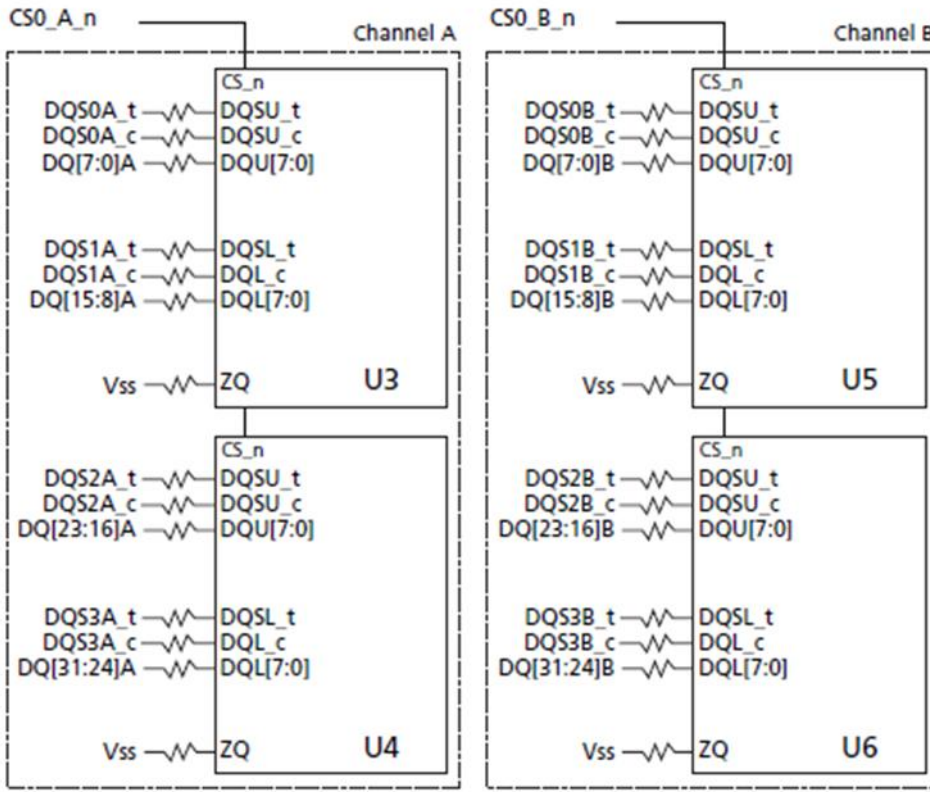 CS0_A_n
Channel A
CS_n
DQS0A_t DQSU_t
DQS0A_c DQSU_c
DQ[7:0]A DQU[7:0]
DQS1A_t DQSL_t
DQS1A_c DQL_c
DQ[15:8]A DQL[7:0]
Vss ZQ U3
CS_n
DQS2A_t DQSU_t
DQS2A_c DQSU_c
DQ[23:16]A DQU[7:0]
DQS3A_t DQSL_t
DQS3A_c DQL_c
DQ[31:24]A DQL[7:0]
Vss ZQ U4
CS0_B_n
Channel B
CS_n
DQS0B_t DQSU_t
DQS0B_c DQSU_c
DQ[7:0]B DQU[7:0]
DQS1B_t DQSL_t
DQS1B_c DQL_c
DQ[15:8]B DQL[7:0]
Vss ZQ U5
CS_n
DQS2B_t DQSU_t
DQS2B_c DQSU_c
DQ[23:16]B DQU[7:0]
DQS3B_t DQSL_t
DQS3B_c DQL_c
DQ[31:24]B DQL[7:0]
Vss ZQ U6